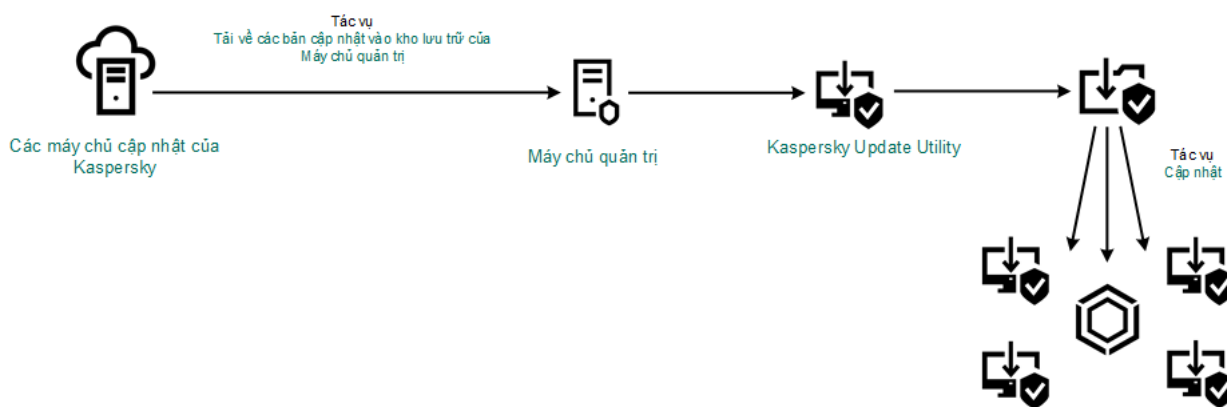 Tác vụ
Tải về các bản cập nhật vào kho lưu trữ của
Máy chủ quản trị
Các máy chủ cập nhật của
Kaspersky
Máy chủ quản trị
Kaspersky Update Utility
Tác vụ
Cập nhật